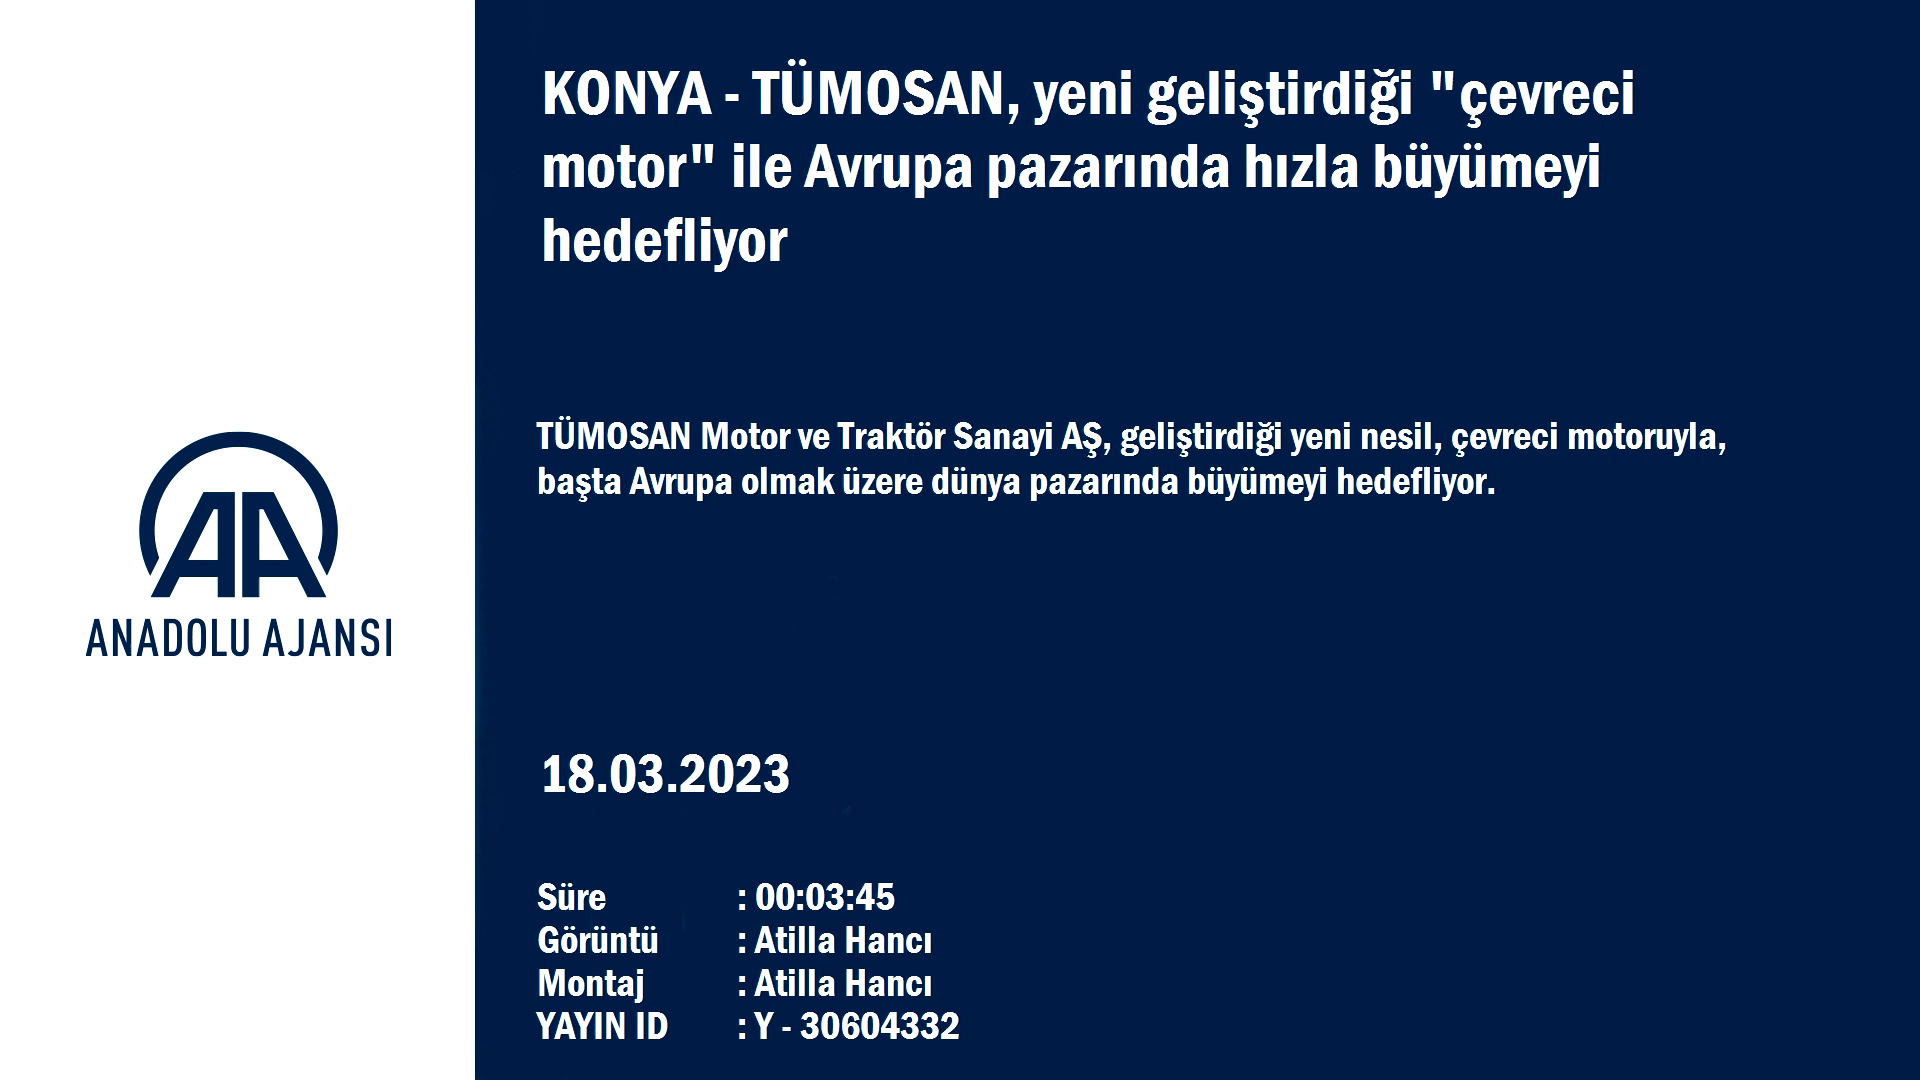 KONYA - TÜMOSAN, yeni geliştirdiği "çevreci
motor" ile Avrupa pazarında hızla büyümeyi
hedefliyor
TÜMOSAN Motor ve Traktör Sanayi AŞ, geliştirdiği yeni nesil, çevreci motoruyla,
başta Avrupa olmak üzere dünya pazarında büyümeyi hedefliyor.
AA
ANADOLU AJANSI
18.03.2023
Süre : 00:03:45
Görüntü : Atilla Hancı
Montaj : Atilla Hancı
YAYIN ID : Y - 30604332